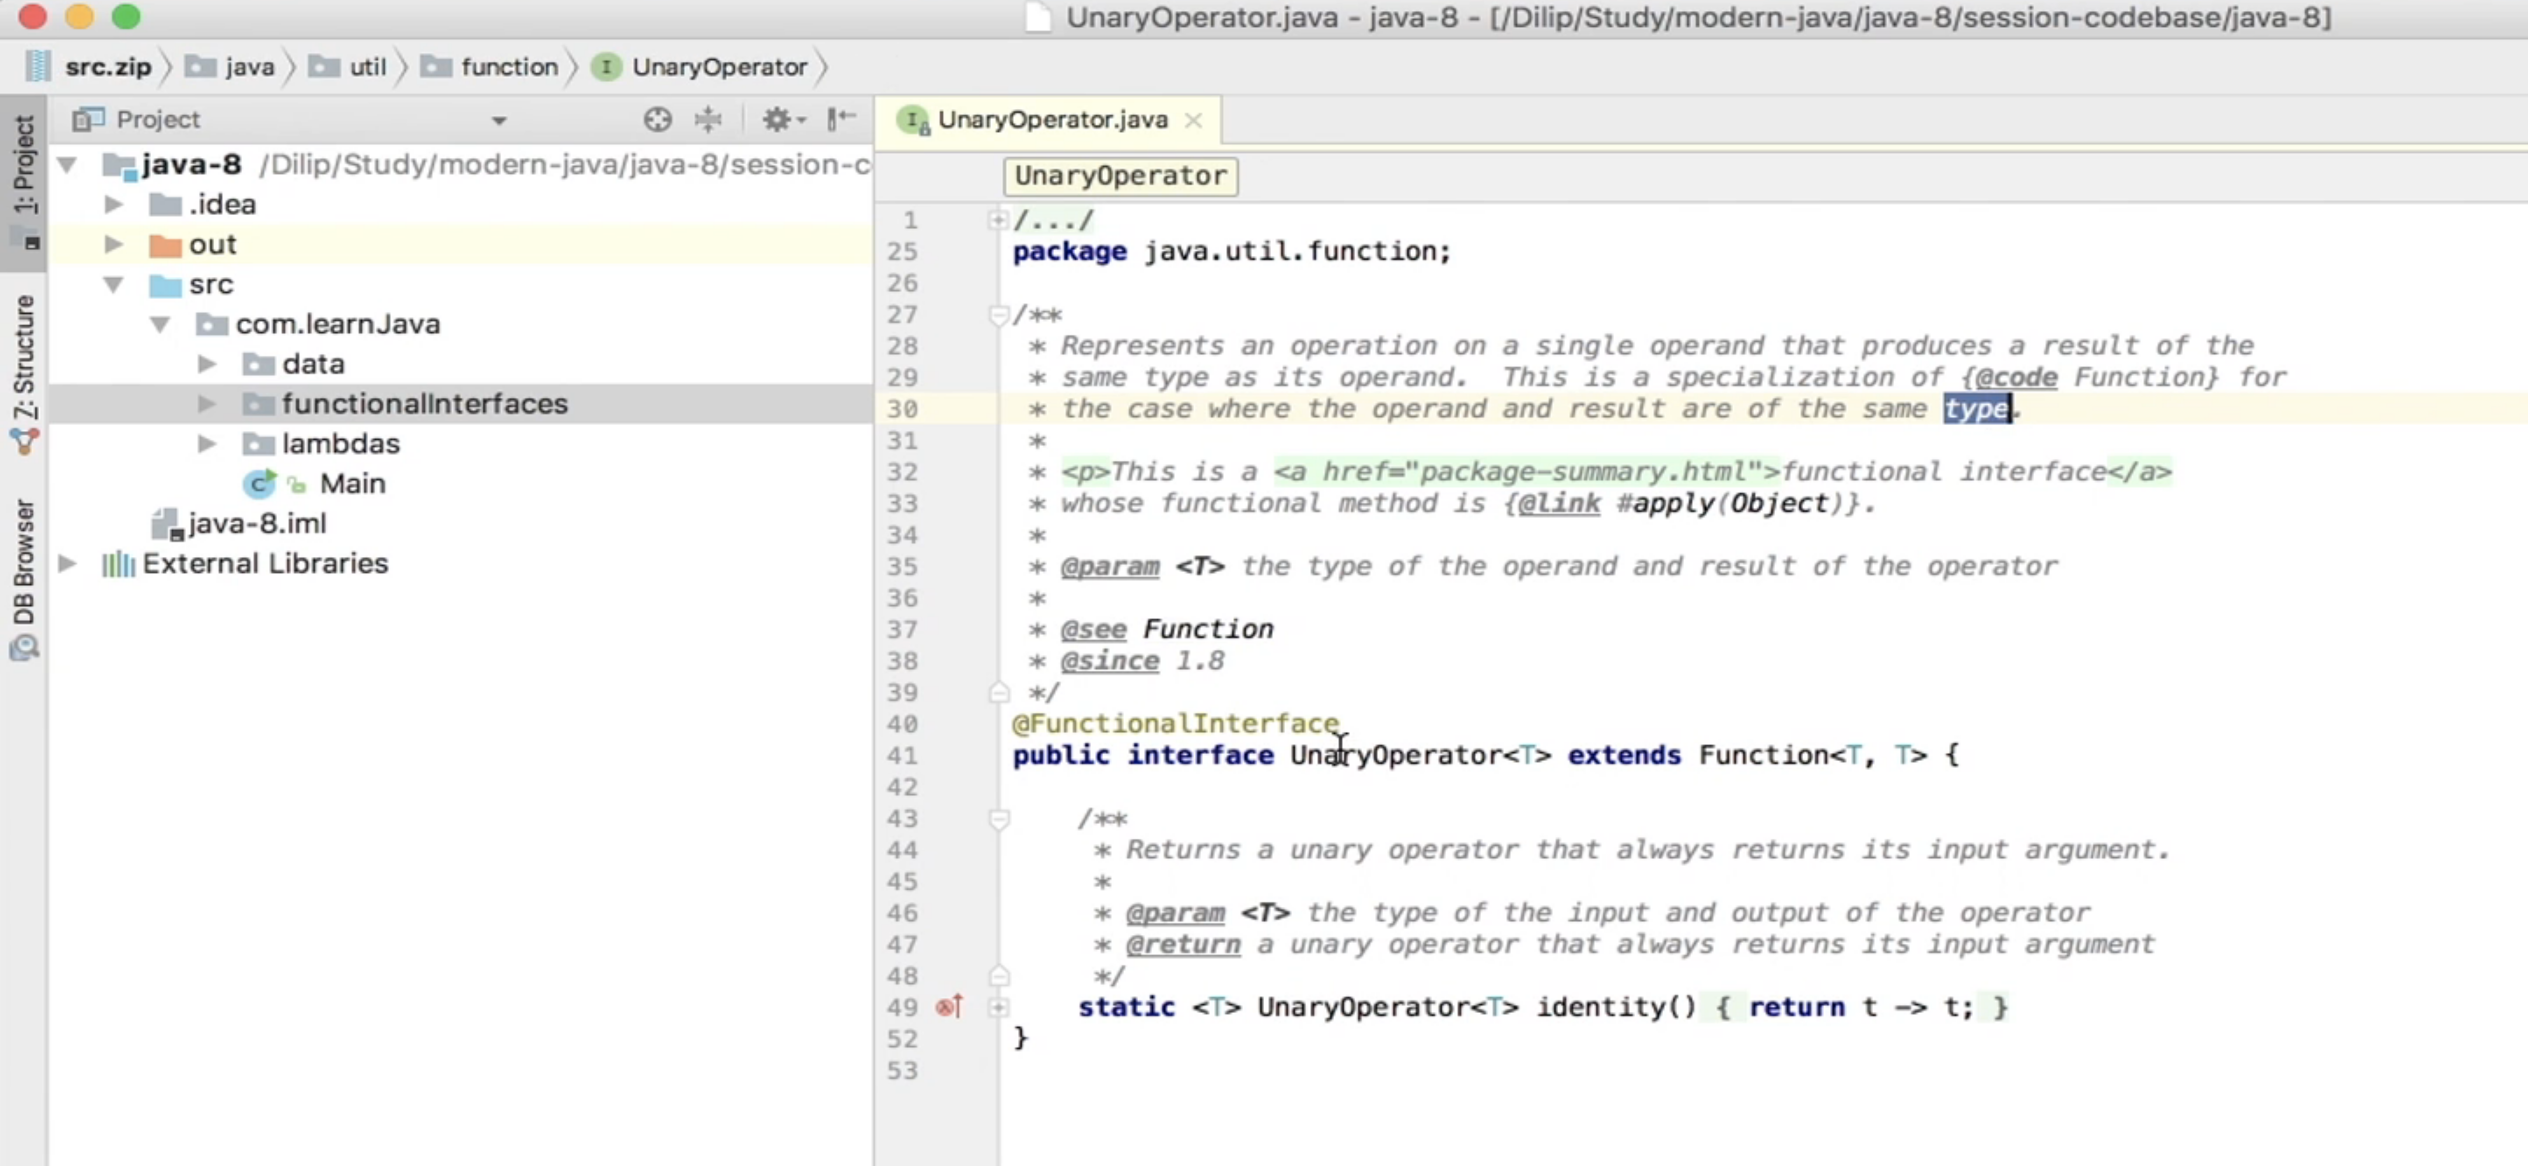 UnaryOperator.java - java-8 - [/Dilip/Study/modern-java/java-8/session-codebase/java-8]
src.zip java util function UnaryOperator
1: Project
Z: Structure
DB Browser
Project
java-8 /Dilip/Study/modern-java/java-8/session-c
.idea
out
src
com.learnJava
data
functionalInterfaces
lambdas
Main
java-8.iml
External Libraries
UnaryOperator.java
UnaryOperator
1 /.../
25 package java.util.function;
26
27 /**
28 * Represents an operation on a single operand that produces a result of the
29 * same type as its operand.  This is a specialization of {@code Function} for
30 * the case where the operand and result are of the same type.
31 *
32 * <p>This is a <a href="package-summary.html">functional interface</a>
33 * whose functional method is {@link #apply(Object)}.
34 *
35 * @param <T> the type of the operand and result of the operator
36 *
37 * @see Function
38 * @since 1.8
39 */
40 @FunctionalInterface
41 public interface UnaryOperator<T> extends Function<T, T> {
42
43 /**
44 * Returns a unary operator that always returns its input argument.
45 *
46 * @param <T> the type of the input and output of the operator
47 * @return a unary operator that always returns its input argument
48 */
49 static <T> UnaryOperator<T> identity() { return t -> t; }
52 }
53